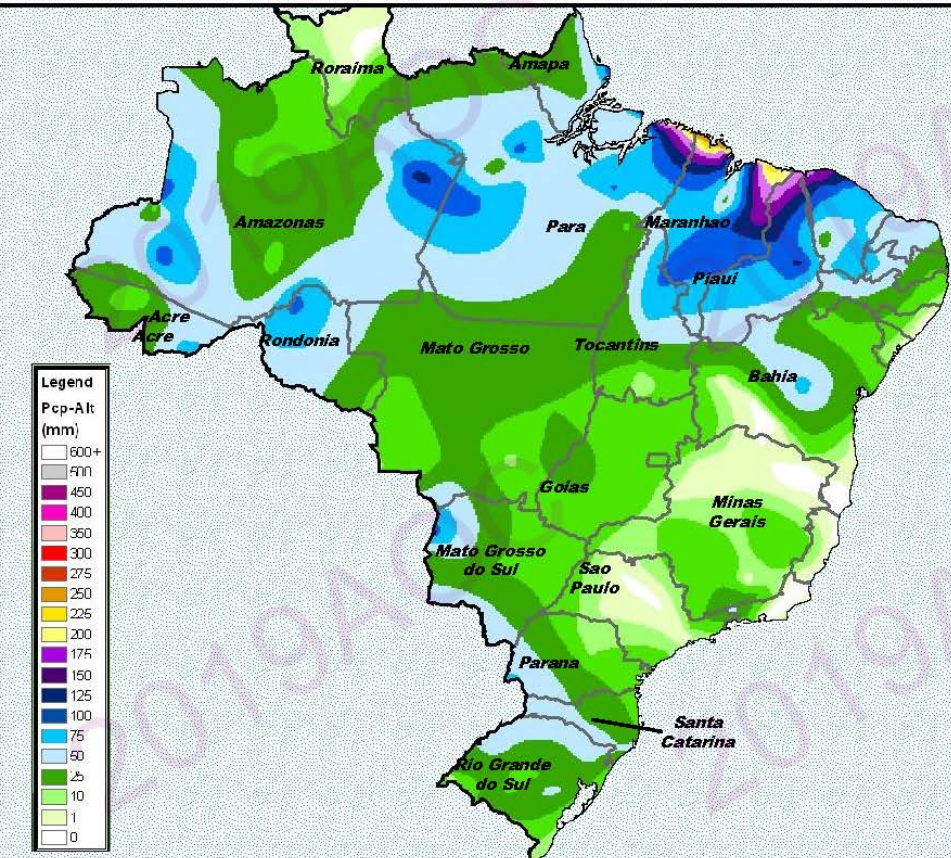 Roraima
Amapa
Amazonas
Para
Maranhao
Piaui
Acre
Acre
Rondonia
Mato Grosso
Tocantins
Bahia
Goias
Minas
Gerais
Mato Grosso
do Sul
Sao
Paulo
Parana
Santa
Catarina
Rio Grande
do Sul
Legend
Pcp-Alt
(mm)
600+
500
450
400
350
300
275
250
225
200
175
150
125
100
75
50
25
10
1
0